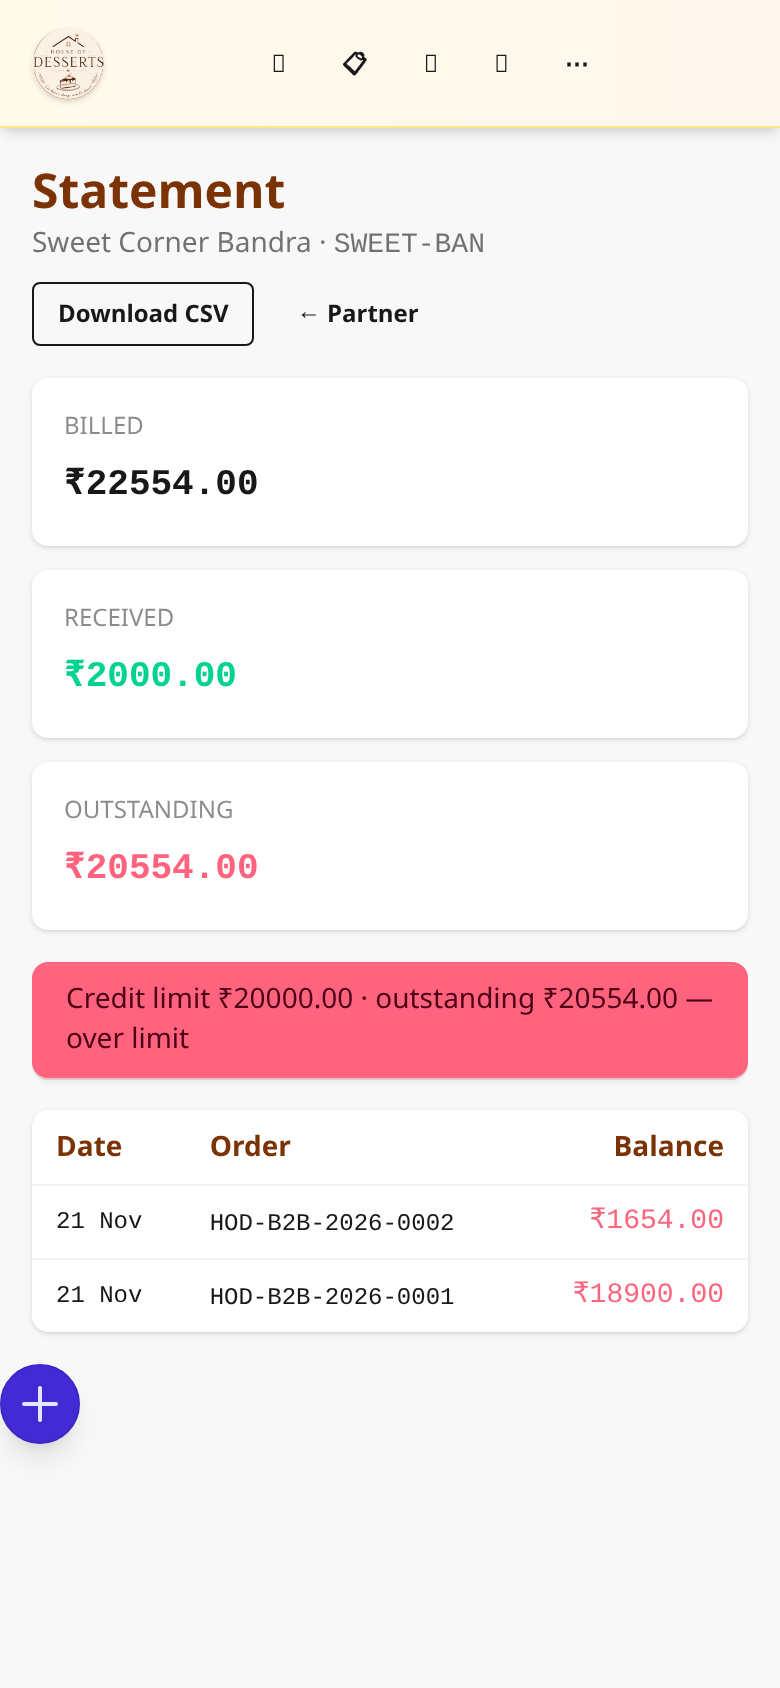 HOUSE OF
DESSERTS
Statement
Sweet Corner Bandra · SWEET-BAN
Download CSV
← Partner
BILLED
₹22554.00
RECEIVED
₹2000.00
OUTSTANDING
₹20554.00
Credit limit ₹20000.00 · outstanding ₹20554.00 —
over limit
Date Order Balance
21 Nov HOD-B2B-2026-0002 ₹1654.00
21 Nov HOD-B2B-2026-0001 ₹18900.00